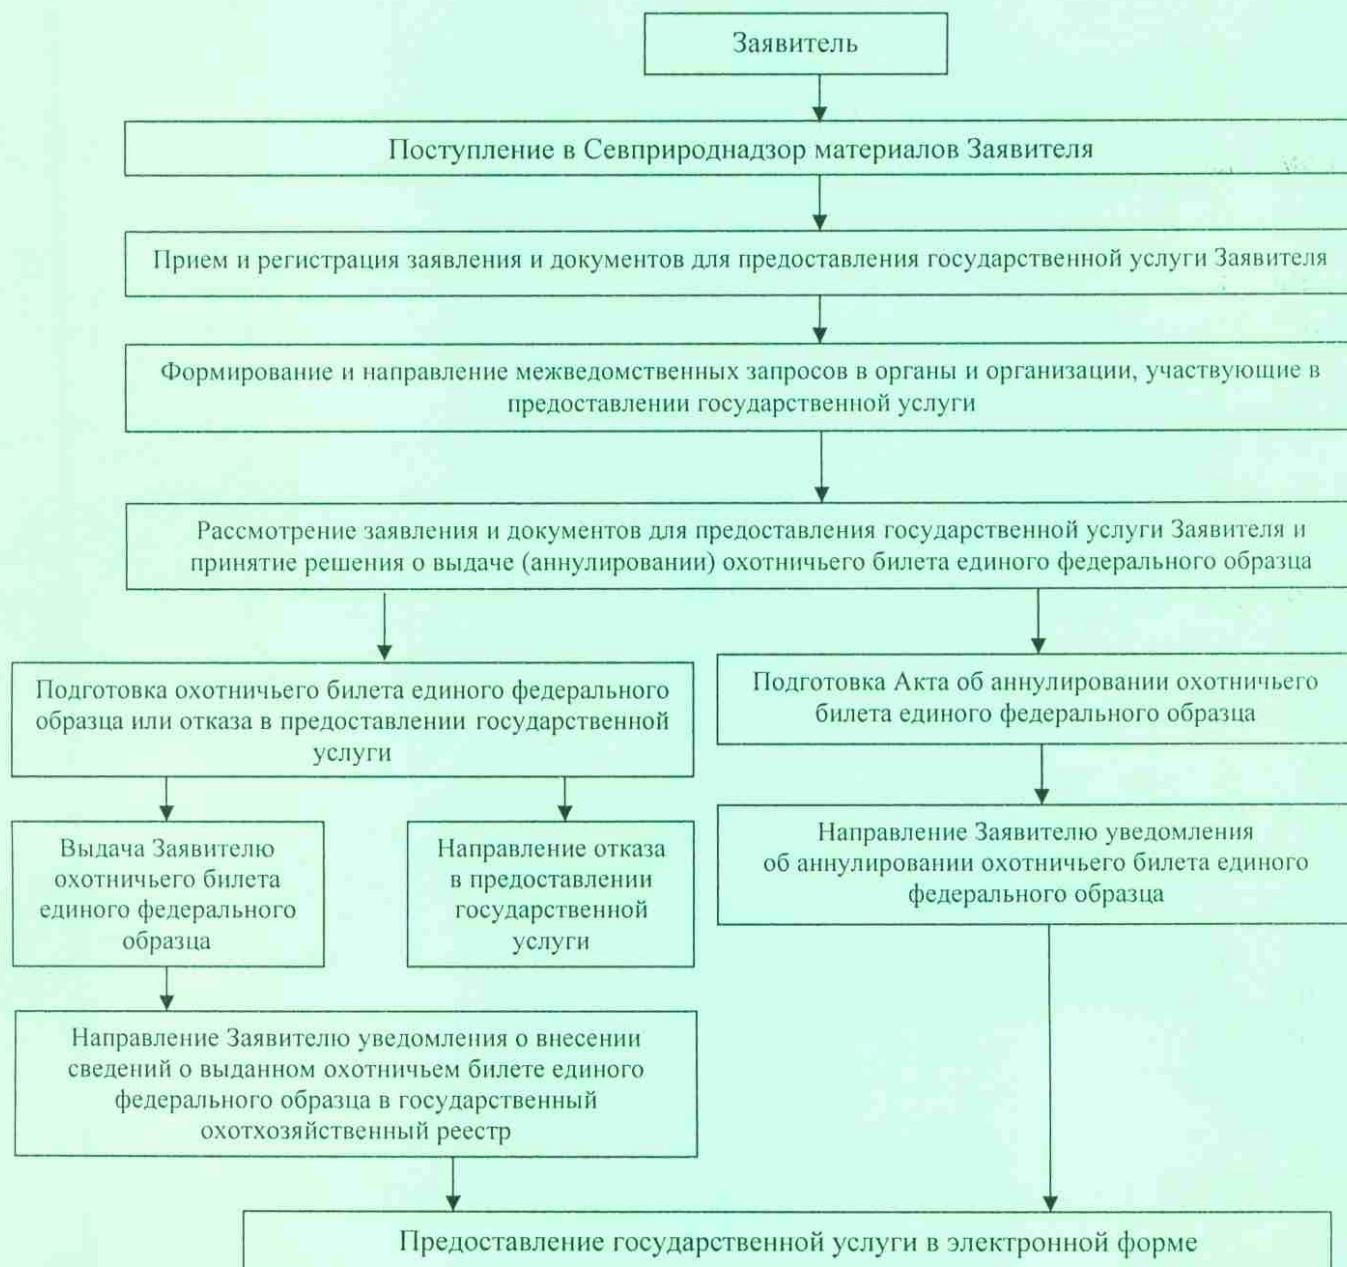 Заявитель
Поступление в Севприроднадзор материалов Заявителя
Прием и регистрация заявления и документов для предоставления государственной услуги Заявителя
Формирование и направление межведомственных запросов в органы и организации, участвующие в
предоставлении государственной услуги
Рассмотрение заявления и документов для предоставления государственной услуги Заявителя и
принятие решения о выдаче (аннулировании) охотничьего билета единого федерального образца
Подготовка охотничьего билета единого федерального
образца или отказа в предоставлении государственной
услуги
Подготовка Акта об аннулировании охотничьего
билета единого федерального образца
Выдача Заявителю
охотничьего билета
единого федерального
образца
Направление отказа
в предоставлении
государственной
услуги
Направление Заявителю уведомления
об аннулировании охотничьего билета единого
федерального образца
Направление Заявителю уведомления о внесении
сведений о выданном охотничьем билете единого
федерального образца в государственный
охотхозяйственный реестр
Предоставление государственной услуги в электронной форме